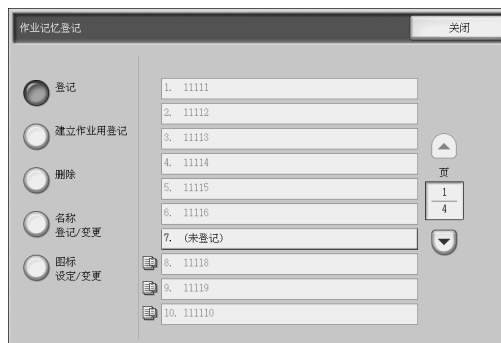 作业记忆登记
关闭
登记
建立作业用登记
删除
名称
登记/变更
图标
设定/变更
1. 11111
2. 11112
3. 11113
4. 11114
5. 11115
6. 11116
7. (未登记)
8. 11118
9. 11119
10. 111110
页
1
4